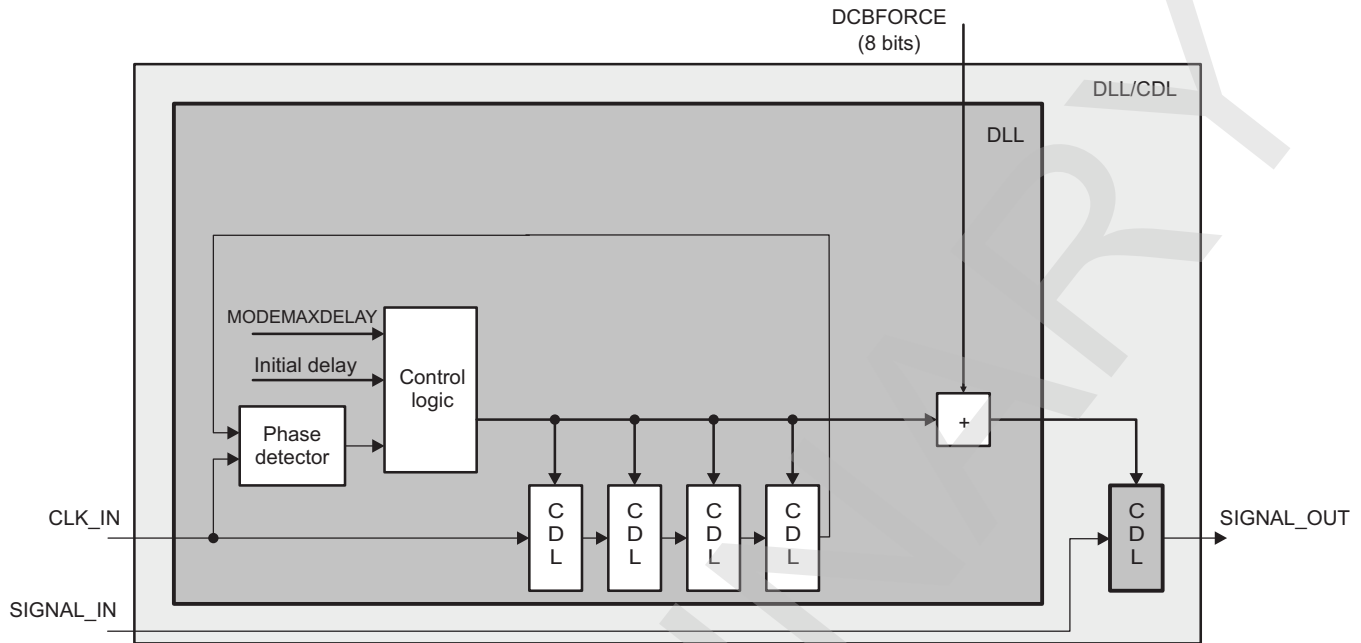 DCBFORCE
(8 bits)
DLL/CDL
DLL
MODEMAXDELAY
Initial delay
Control
logic
Phase
detector
+
C
D
L
C
D
L
C
D
L
C
D
L
C
D
L
CLK_IN
SIGNAL_OUT
SIGNAL_IN